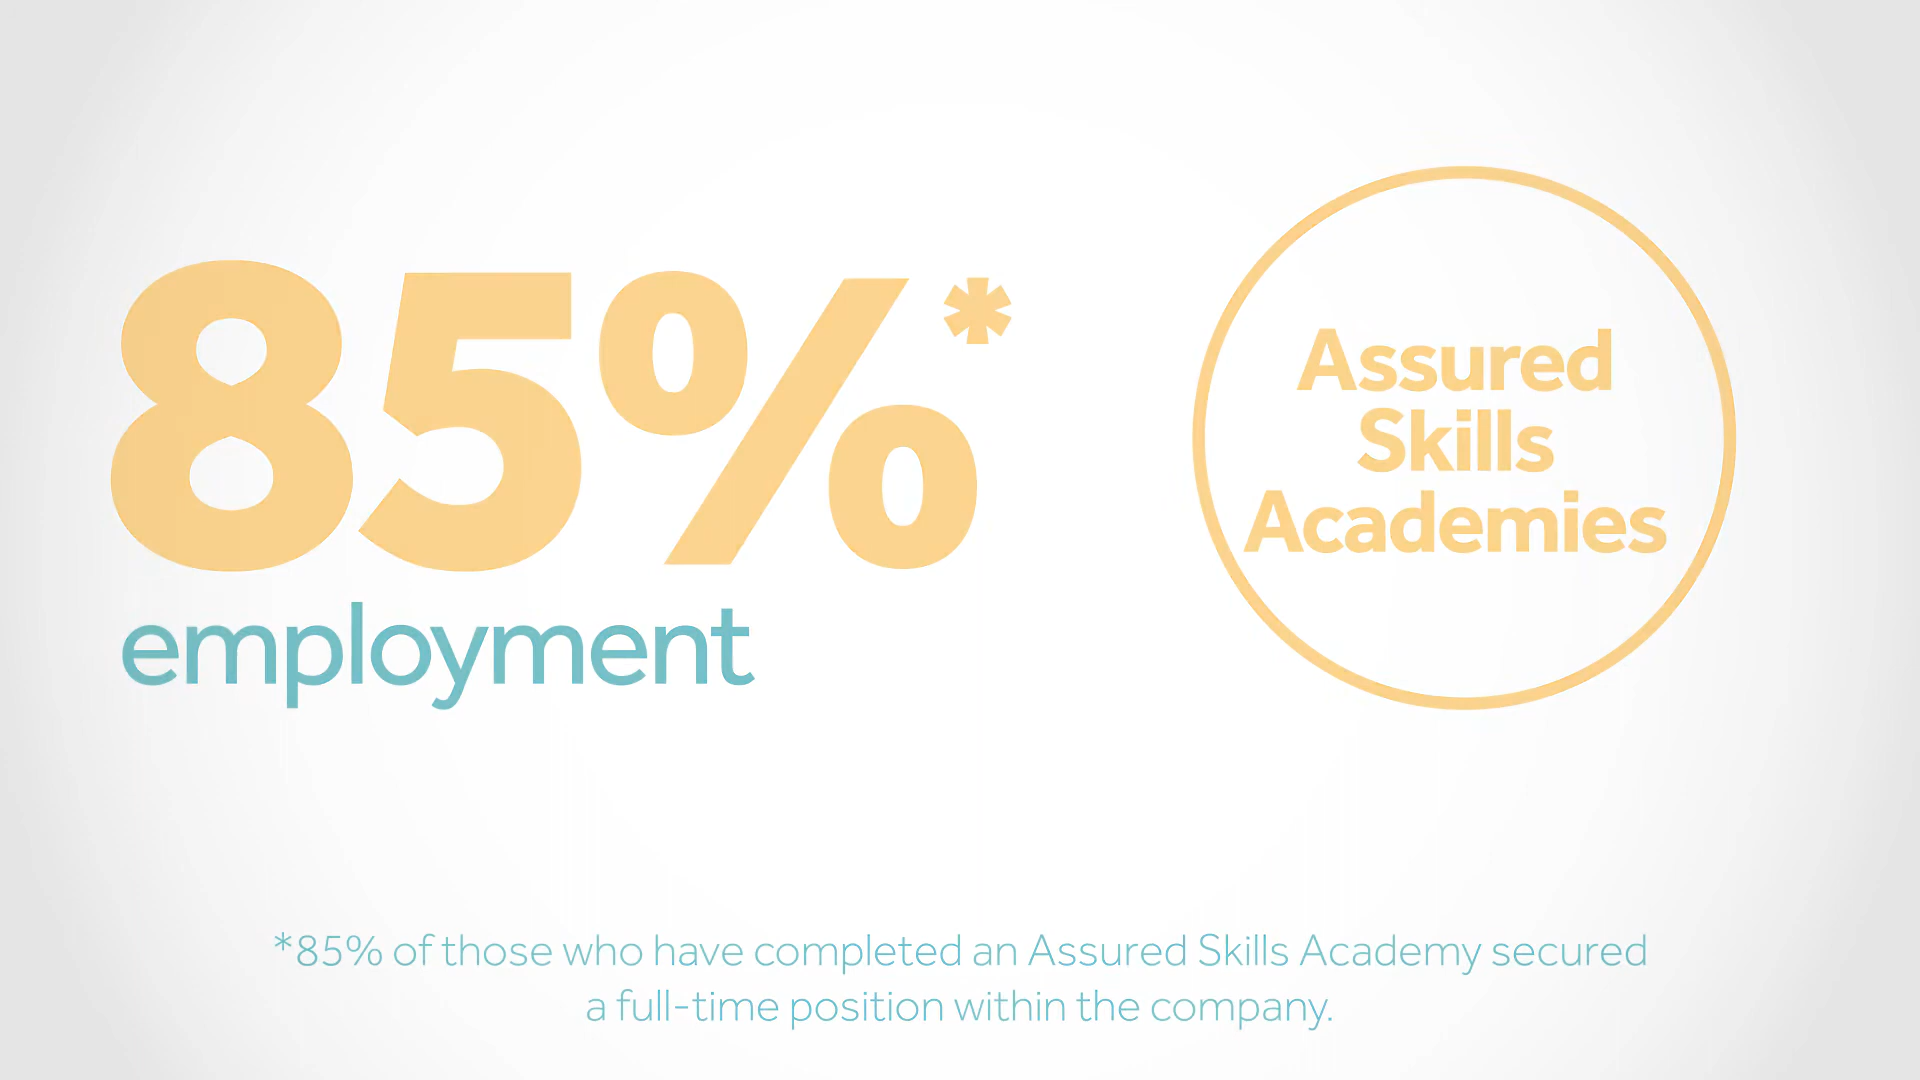 85%*
employment
Assured
Skills
Academies
*85% of those who have completed an Assured Skills Academy secured
a full-time position within the company.